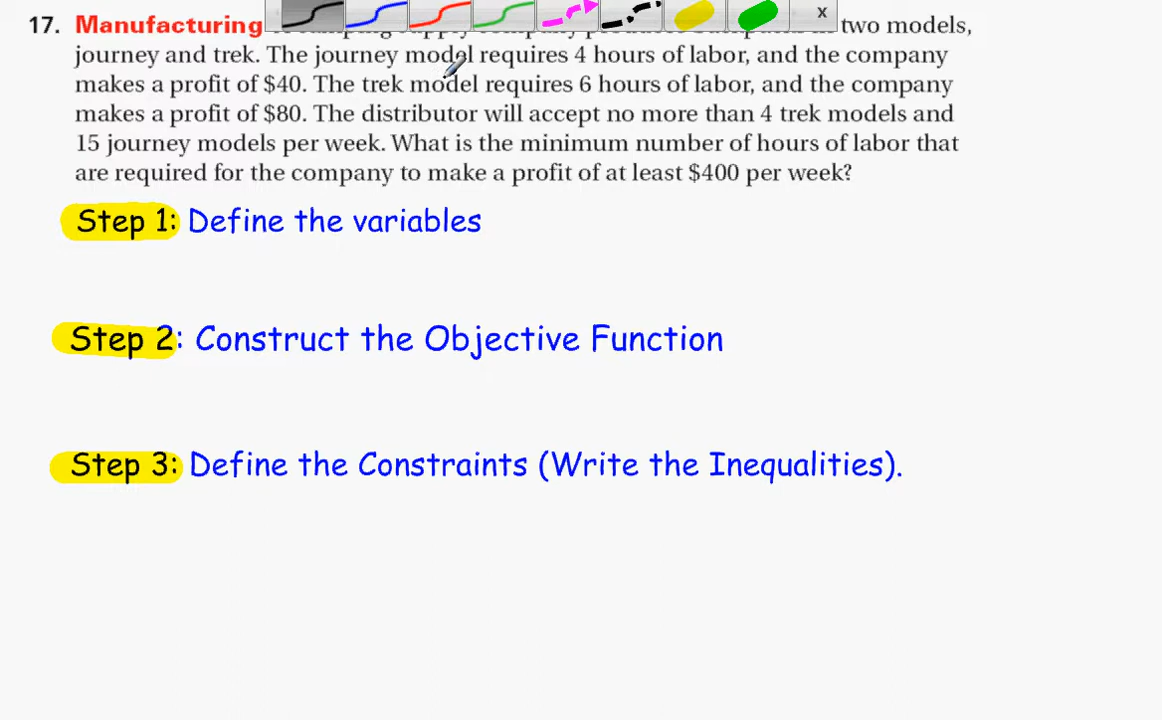 17. Manufacturing two models,
journey and trek. The journey model requires 4 hours of labor, and the company
makes a profit of $40. The trek model requires 6 hours of labor, and the company
makes a profit of $80. The distributor will accept no more than 4 trek models and
15 journey models per week. What is the minimum number of hours of labor that
are required for the company to make a profit of at least $400 per week?
Step 1: Define the variables
Step 2: Construct the Objective Function
Step 3: Define the Constraints (Write the Inequalities).